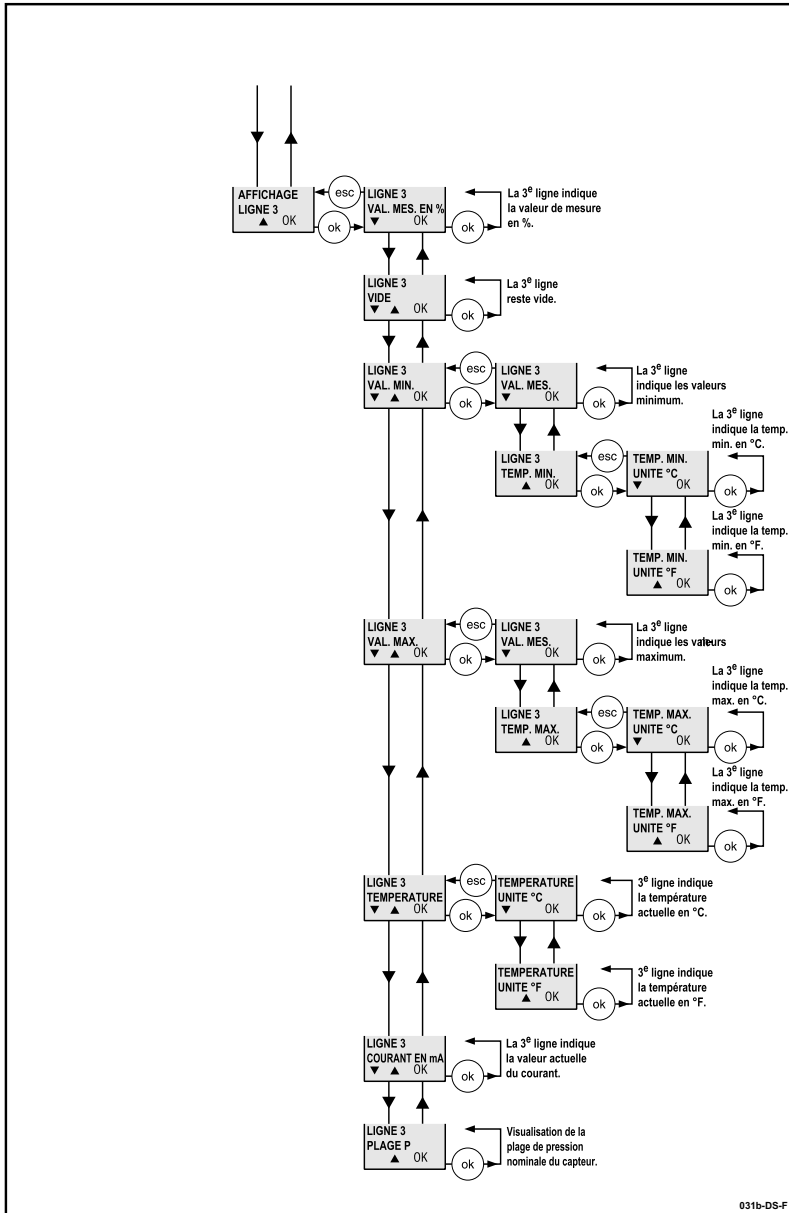 AFFICHAGE
LIGNE 3
▲ OK
esc
ok
LIGNE 3
VAL. MES. EN %
▼ OK
ok
La 3e ligne indique
la valeur de mesure
en %.
LIGNE 3
VIDE
▼ ▲ OK
ok
La 3e ligne
reste vide.
LIGNE 3
VAL. MIN.
▼ ▲ OK
esc
ok
LIGNE 3
VAL. MES.
▼ OK
ok
La 3e ligne
indique les valeurs
minimum.
LIGNE 3
TEMP. MIN.
▲ OK
esc
ok
TEMP. MIN.
UNITE °C
▼ OK
ok
La 3e ligne
indique la temp.
min. en °C.
TEMP. MIN.
UNITE °F
▲ OK
ok
La 3e ligne
indique la temp.
min. en °F.
LIGNE 3
VAL. MAX.
▼ ▲ OK
esc
ok
LIGNE 3
VAL. MES.
▼ OK
ok
La 3e ligne
indique les valeurs
maximum.
LIGNE 3
TEMP. MAX.
▲ OK
esc
ok
TEMP. MAX.
UNITE °C
▼ OK
ok
La 3e ligne
indique la temp.
max. en °C.
TEMP. MAX.
UNITE °F
▲ OK
ok
La 3e ligne
indique la temp.
max. en °F.
LIGNE 3
TEMPERATURE
▼ ▲ OK
esc
ok
TEMPERATURE
UNITE °C
▼ OK
ok
3e ligne indique
la température
actuelle en °C.
TEMPERATURE
UNITE °F
▲ OK
ok
3e ligne indique
la température
actuelle en °F.
LIGNE 3
COURANT EN mA
▼ ▲ OK
ok
La 3e ligne indique
la valeur actuelle
du courant.
LIGNE 3
PLAGE P
▲ OK
ok
Visualisation de la
plage de pression
nominale du capteur.
031b-DS-F